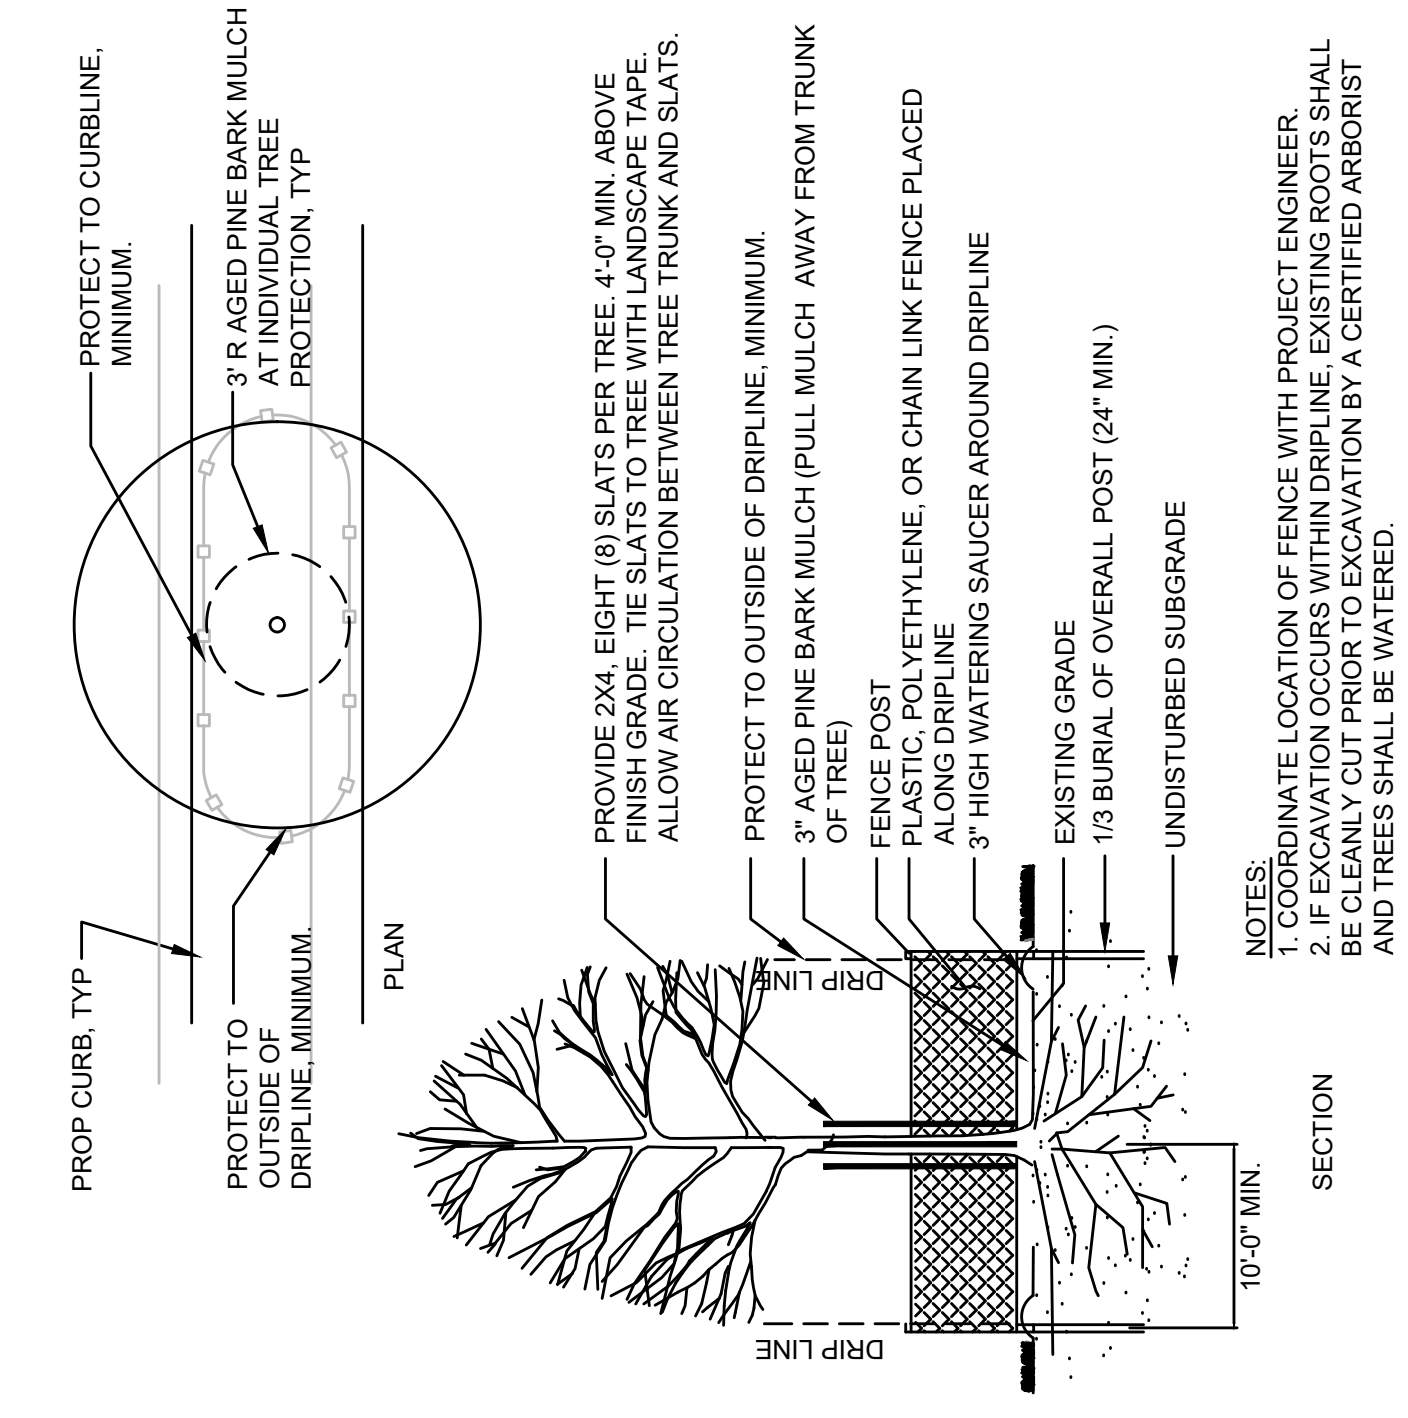 PROP CURB, TYP
PROTECT TO CURBLINE,
MINIMUM.
PROTECT TO
OUTSIDE OF
DRIPLINE, MINIMUM.
3' R AGED PINE BARK MULCH
AT INDIVIDUAL TREE
PROTECTION, TYP
PLAN
PROVIDE 2X4, EIGHT (8) SLATS PER TREE. 4'-0" MIN. ABOVE
FINISH GRADE. TIE SLATS TO TREE WITH LANDSCAPE TAPE.
ALLOW AIR CIRCULATION BETWEEN TREE TRUNK AND SLATS.
PROTECT TO OUTSIDE OF DRIPLINE, MINIMUM.
3" AGED PINE BARK MULCH (PULL MULCH AWAY FROM TRUNK
OF TREE)
FENCE POST
PLASTIC, POLYETHYLENE, OR CHAIN LINK FENCE PLACED
ALONG DRIPLINE
3" HIGH WATERING SAUCER AROUND DRIPLINE
EXISTING GRADE
1/3 BURIAL OF OVERALL POST (24" MIN.)
UNDISTURBED SUBGRADE
DRIP LINE
DRIP LINE
10'-0" MIN.
SECTION
NOTES:
1. COORDINATE LOCATION OF FENCE WITH PROJECT ENGINEER.
2. IF EXCAVATION OCCURS WITHIN DRIPLINE, EXISTING ROOTS SHALL
BE CLEANLY CUT PRIOR TO EXCAVATION BY A CERTIFIED ARBORIST
AND TREES SHALL BE WATERED.